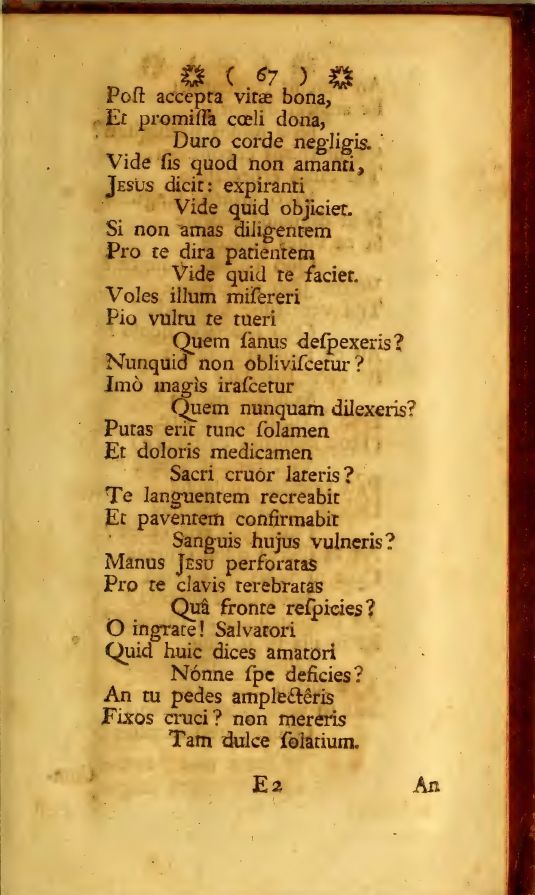 ( 67 )
Poſt accepta vitæ bona,
Et promiſſa cœli dona,
Duro corde negligis.
Vide ſis quod non amanti,
JESUS dicit: expiranti
Vide quid objiciet.
Si non amas diligentem
Pro te dira patientem
Vide quid te faciet.
Voles illum miſereri
Pio vultu te tueri
Quem ſanus deſpexeris?
Nunquid non obliviſcetur?
Imò magis iraſcetur
Quem nunquam dilexeris?
Putas erit tunc ſolamen
Et doloris medicamen
Sacri cruor lateris?
Te languentem recreabit
Et paventem confirmabit
Sanguis hujus vulneris?
Manus JESU perforatas
Pro te clavis terebratas
Quâ fronte reſpicies?
O ingrate! Salvatori
Quid huic dices amatori
Nónne ſpe deficies?
An tu pedes amplectêris
Fixos cruci? non mereris
Tam dulce ſolatium.
E2 An